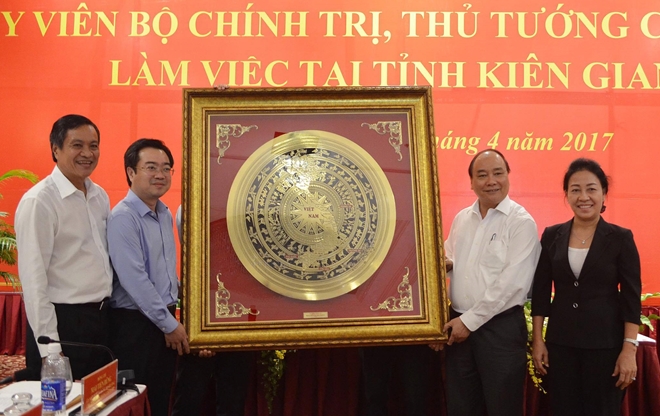 Y VIÊN BỘ CHÍNH TRỊ, THỦ TƯỚNG C
LÀM VIỆC TẠI TỈNH KIÊN GIAN
háng 4 năm 2017
VIỆT
NAM